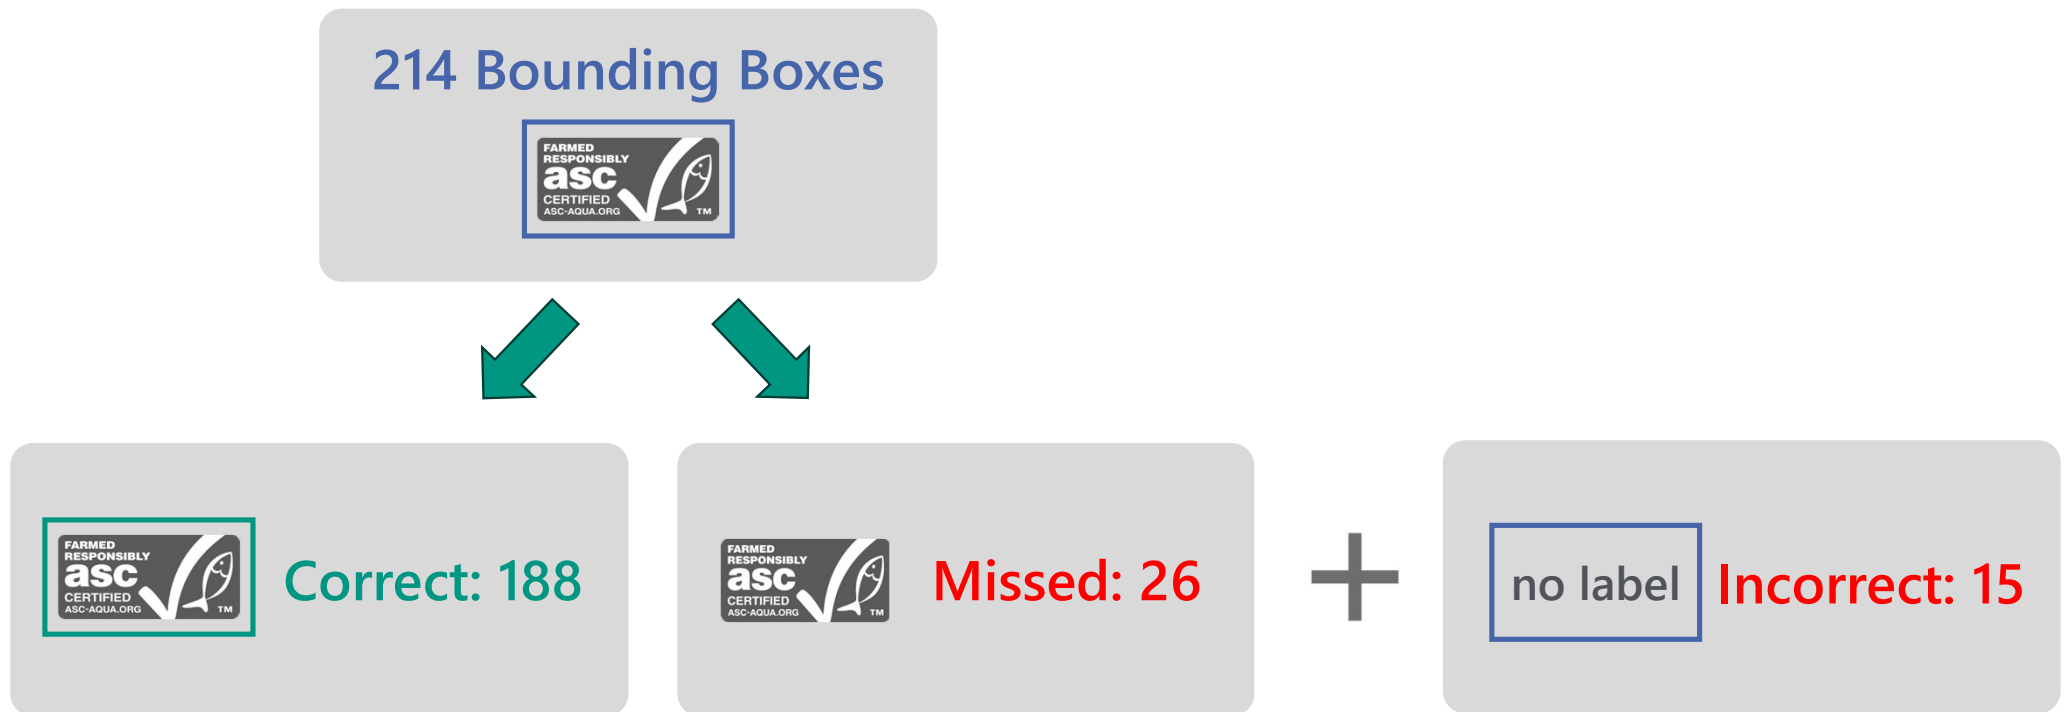 214 Bounding Boxes
FARMED
RESPONSIBLY
asc
CERTIFIED
ASC-AQUA.ORG
TM
FARMED
RESPONSIBLY
asc
CERTIFIED
ASC-AQUA.ORG
TM
Correct: 188
FARMED
RESPONSIBLY
asc
CERTIFIED
ASC-AQUA.ORG
TM
Missed: 26
+
no label
Incorrect: 15